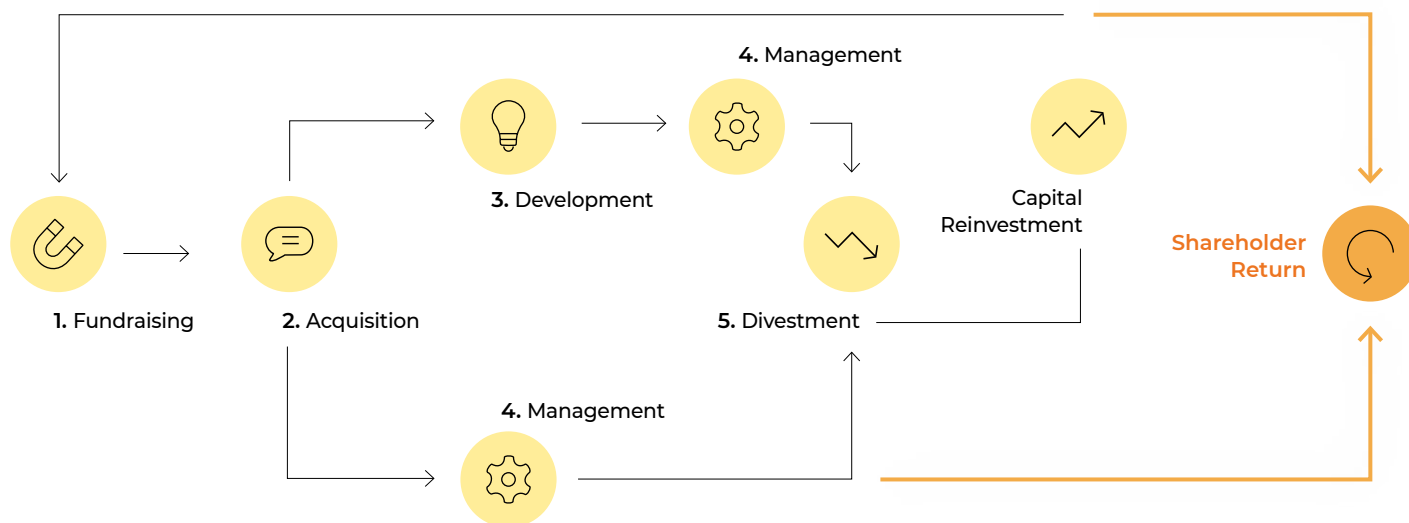 4. Management
3. Development
Capital
Reinvestment
Shareholder
Return
1. Fundraising
2. Acquisition
5. Divestment
4. Management